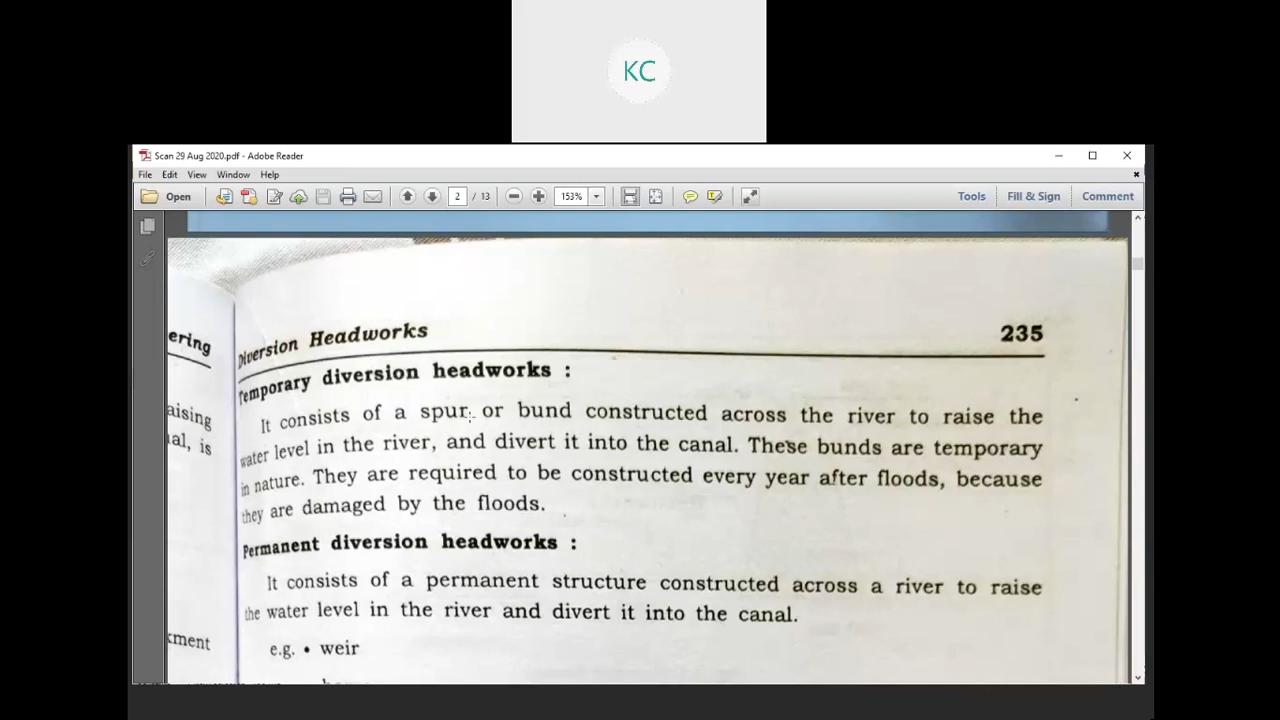 KC
Scan 29 Aug 2020.pdf - Adobe Reader
File Edit View Window Help
Open 2 / 13 153% Tools Fill & Sign Comment
ering
aising
al, is
kment
Diversion Headworks 235
Temporary diversion headworks :
It consists of a spur or bund constructed across the river to raise the
water level in the river, and divert it into the canal. These bunds are temporary
in nature. They are required to be constructed every year after floods, because
they are damaged by the floods.
Permanent diversion headworks :
It consists of a permanent structure constructed across a river to raise
the water level in the river and divert it into the canal.
e.g. • weir